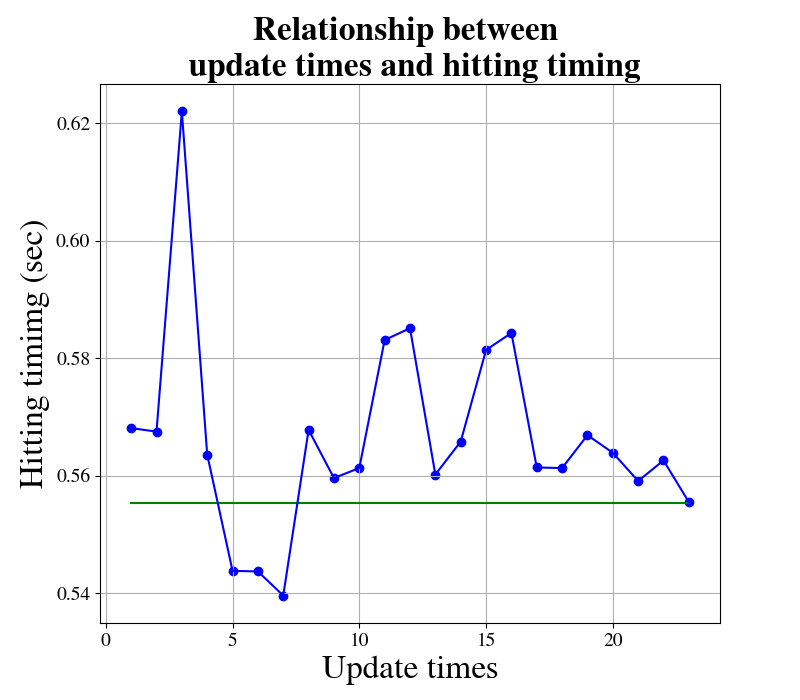 Relationship between
update times and hitting timing
Hitting timimg (sec)
0.62
0.60
0.58
0.56
0.54
0
5
10
15
20
Update times